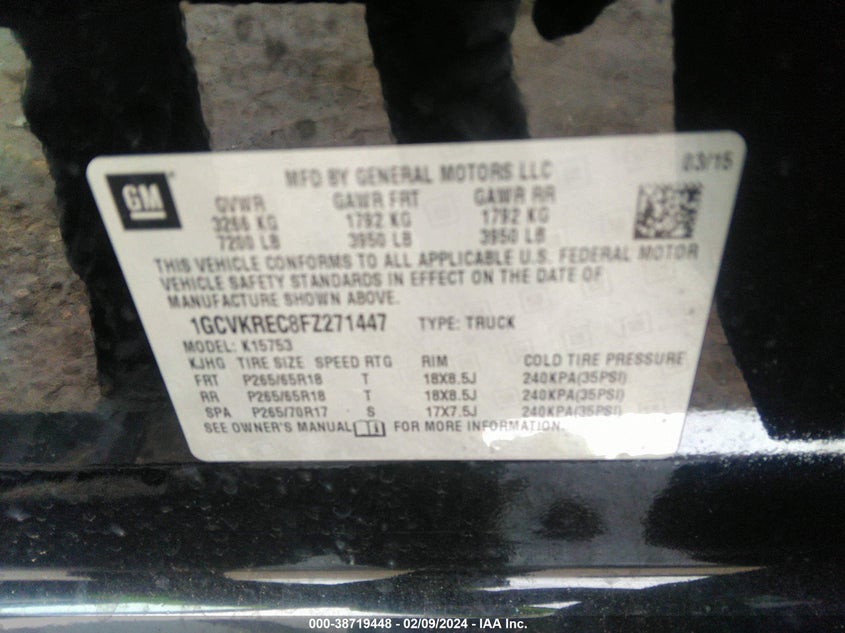 GM
MFD BY GENERAL MOTORS LLC 03/15
GVWR GAWR FRT GAWR RR
3266 KG 1792 KG 1792 KG
7200 LB 3950 LB 3950 LB
THIS VEHICLE CONFORMS TO ALL APPLICABLE U.S. FEDERAL MOTOR
VEHICLE SAFETY STANDARDS IN EFFECT ON THE DATE OF
MANUFACTURE SHOWN ABOVE.
1GCVKREC8FZ271447 TYPE: TRUCK
MODEL: K15753
KJHG TIRE SIZE SPEED RTG RIM COLD TIRE PRESSURE
FRT P265/65R18 T 18X8.5J 240KPA(35PSI)
RR P265/65R18 T 18X8.5J 240KPA(35PSI)
SPA P265/70R17 S 17X7.5J 240KPA(35PSI)
SEE OWNER'S MANUAL FOR MORE INFORMATION.
000-38719448 - 02/09/2024 - IAA Inc.